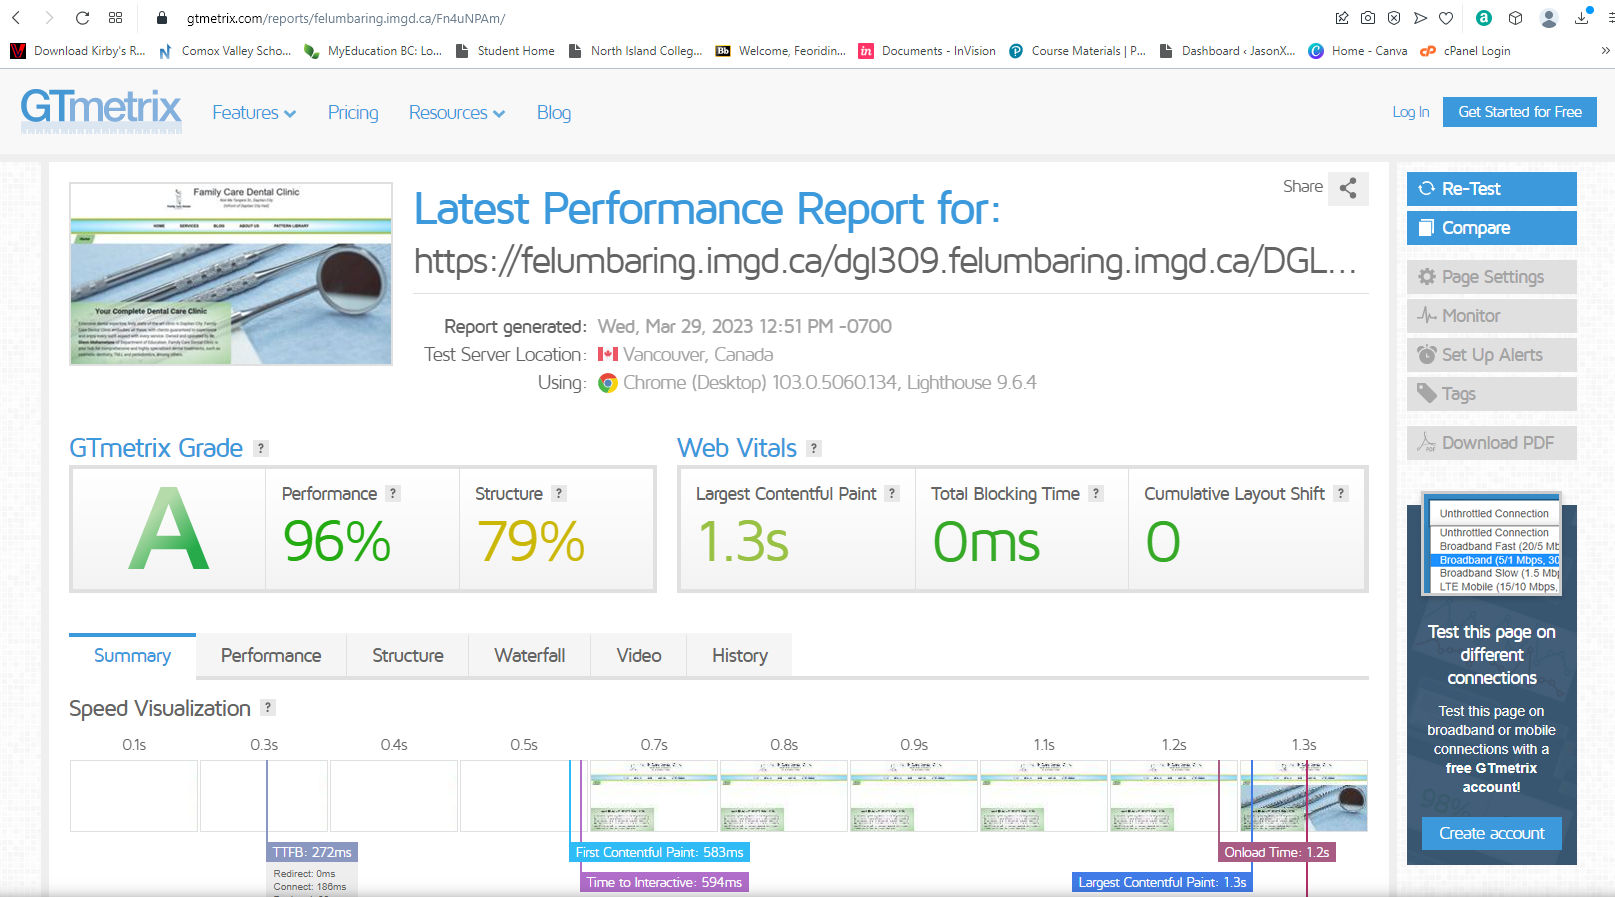 gtmetrix.com/reports/felumbaring.imgd.ca/Fn4uNPAm/
Download Kirby's R...
Comox Valley Scho...
MyEducation BC: Lo...
Student Home
North Island Colleg...
Bb
Welcome, Feoridin...
in
Documents - InVision
Course Materials | P...
Dashboard ‹ JasonX...
Home - Canva
cPanel Login
»
GTmetrix
Features
Pricing
Resources
Blog
Log In
Get Started for Free
Family Care Dental Clinic
HOME SERVICES BLOG ABOUT US PATTERN LIBRARY
Home
Your Complete Dental Care Clinic
Latest Performance Report for:
https://felumbaring.imgd.ca/dgl309.felumbaring.imgd.ca/DGL...
Share
Report generated: Wed, Mar 29, 2023 12:51 PM -0700
Test Server Location: Vancouver, Canada
Using: Chrome (Desktop) 103.0.5060.134, Lighthouse 9.6.4
Re-Test
Compare
Page Settings
Monitor
Set Up Alerts
Tags
Download PDF
GTmetrix Grade ?
A
Performance ?
96%
Structure ?
79%
Web Vitals ?
Largest Contentful Paint ?
1.3s
Total Blocking Time ?
0ms
Cumulative Layout Shift ?
0
Summary
Performance
Structure
Waterfall
Video
History
Speed Visualization ?
0.1s
0.3s
0.4s
0.5s
0.7s
0.8s
0.9s
1.1s
1.2s
1.3s
TTFB: 272ms
Redirect: 0ms
Connect: 186ms
First Contentful Paint: 583ms
Time to Interactive: 594ms
Onload Time: 1.2s
Largest Contentful Paint: 1.3s
Unthrottled Connection
Unthrottled Connection
Broadband Fast (20/5 Mb
Broadband (5/1 Mbps, 30
Broadband Slow (1.5 Mbp
LTE Mobile (15/10 Mbps,
Test this page on
different
connections
Test this page on
broadband or mobile
connections with a
free GTmetrix
account!
Create account